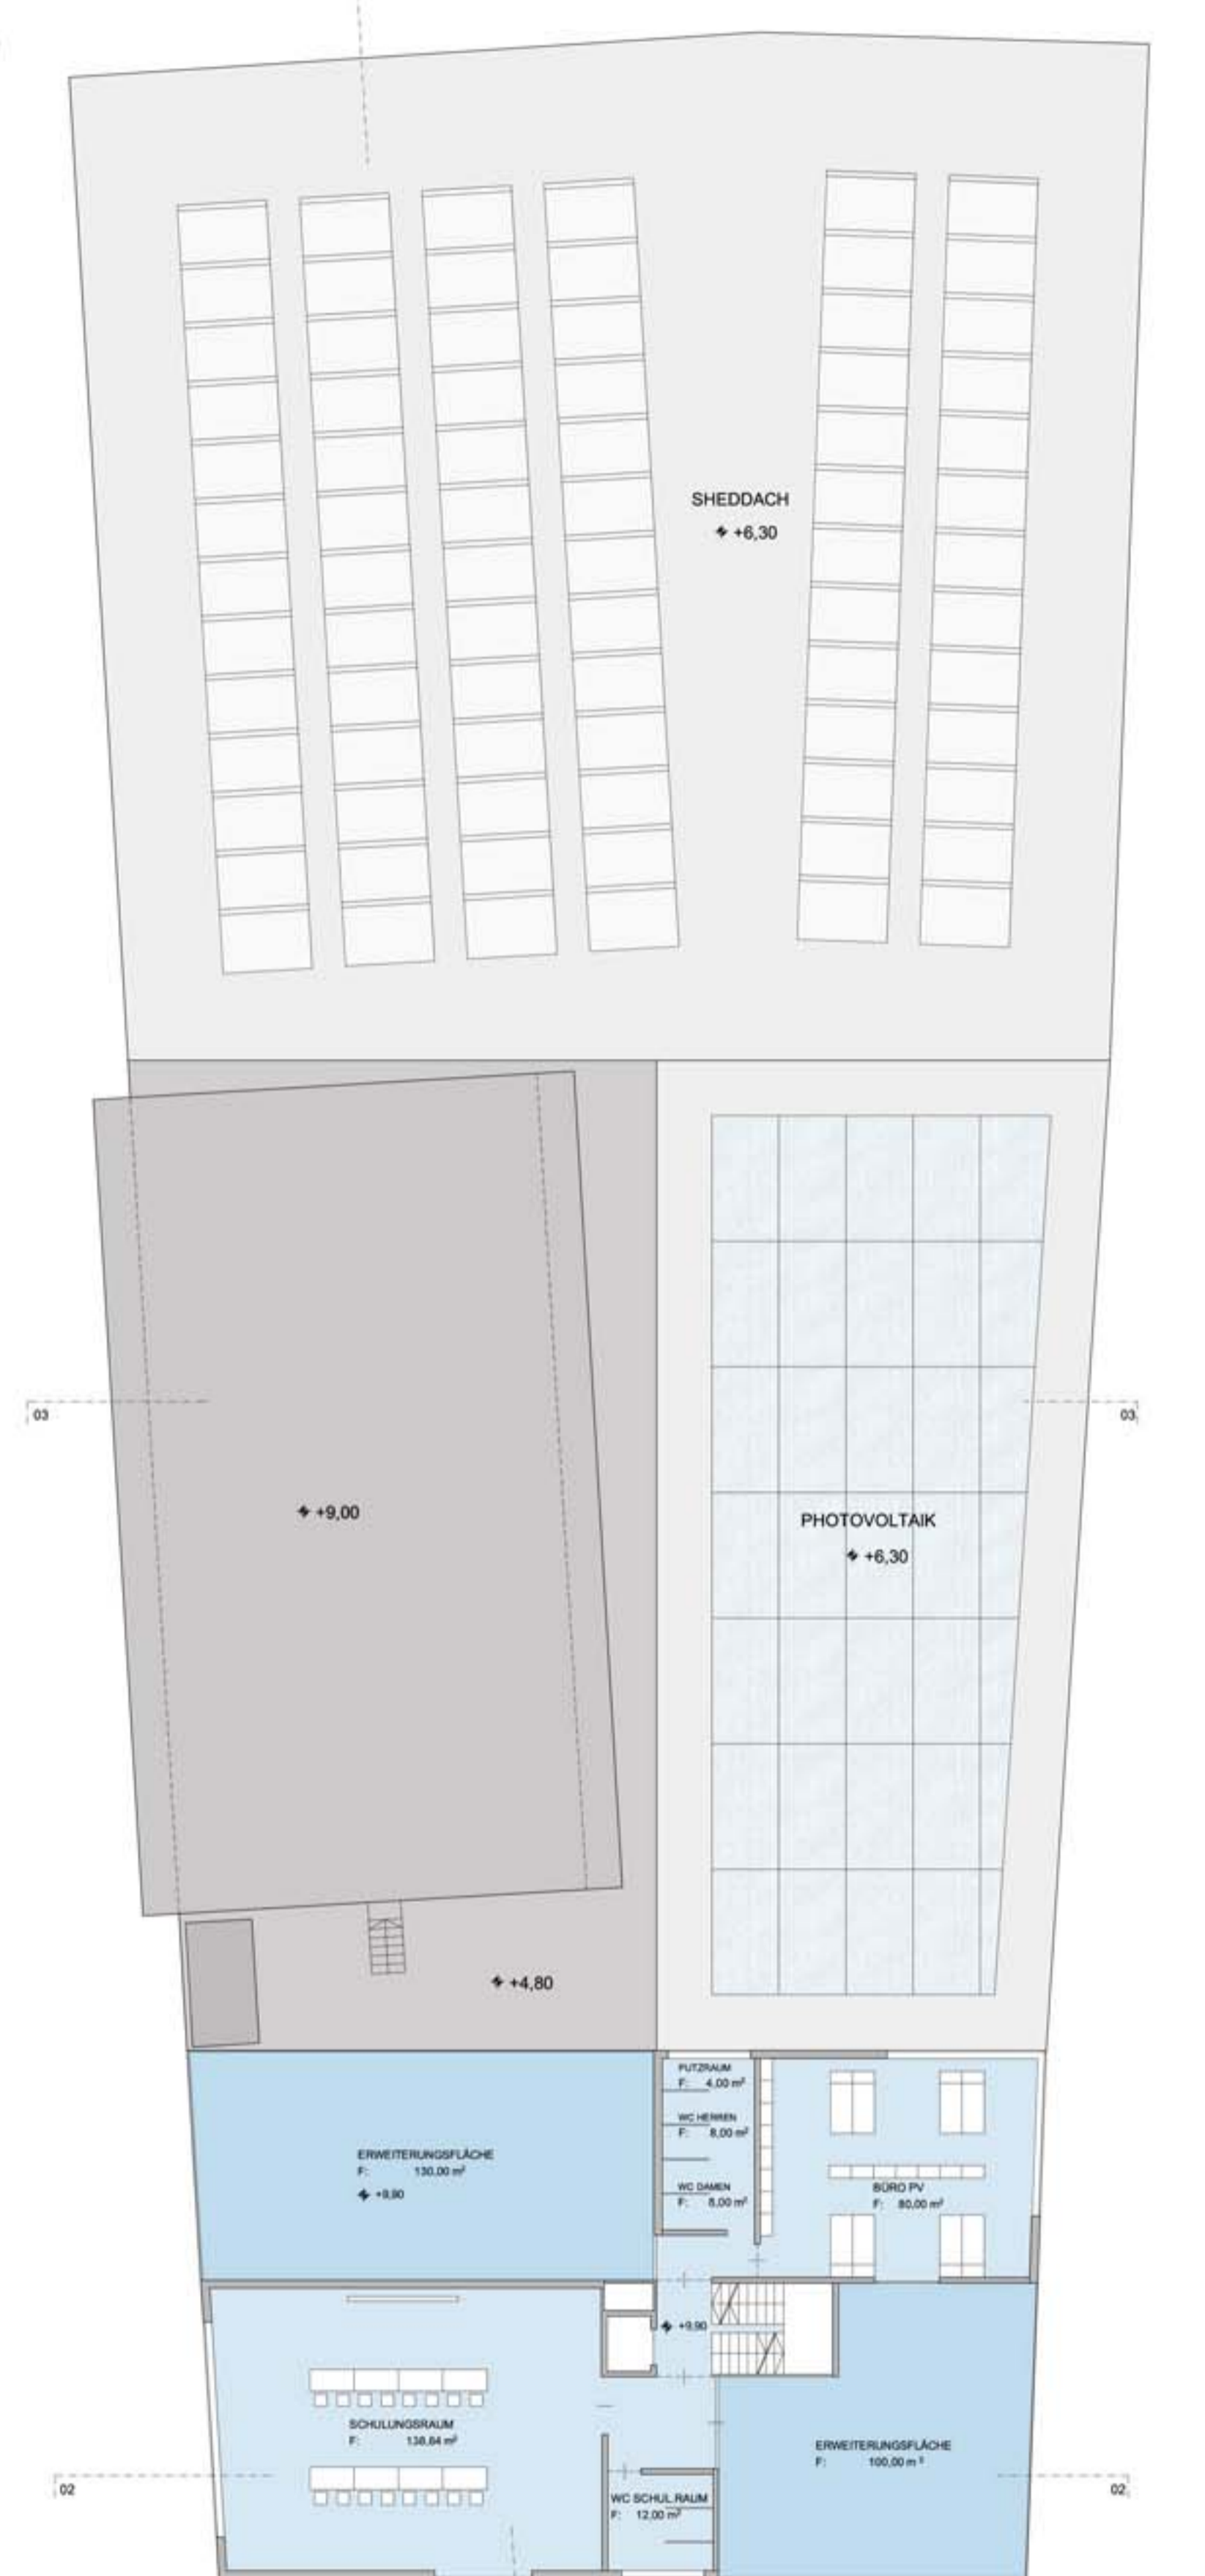 SHEDDACH
+6,30
03
03
+9,00
PHOTOVOLTAIK
+6,30
+4,80
PUTZRAUM
F: 4,00 m²
WC HERREN
F: 8,00 m²
WC DAMEN
F: 8,00 m²
ERWEITERUNGSFLÄCHE
F: 130,00 m²
+9,90
BÜRO PV
F: 80,00 m²
+9,90
SCHULUNGSRAUM
F: 138,64 m²
ERWEITERUNGSFLÄCHE
F: 100,00 m²
02
02
WC SCHUL.RAUM
F: 12,00 m²